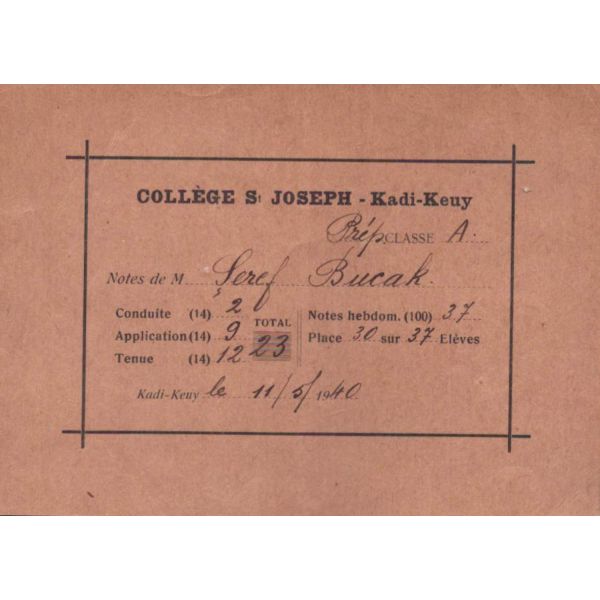 COLLÈGE St JOSEPH - Kadi-Keuy
Prép. CLASSE A.
Notes de M Şeref Bucak.
Conduite (14) 2
Application (14) 9
Tenue (14) 12
TOTAL
23
Notes hebdom. (100) 37
Place 30 sur 37 Elèves
Kadi-Keuy le 11/5/1940